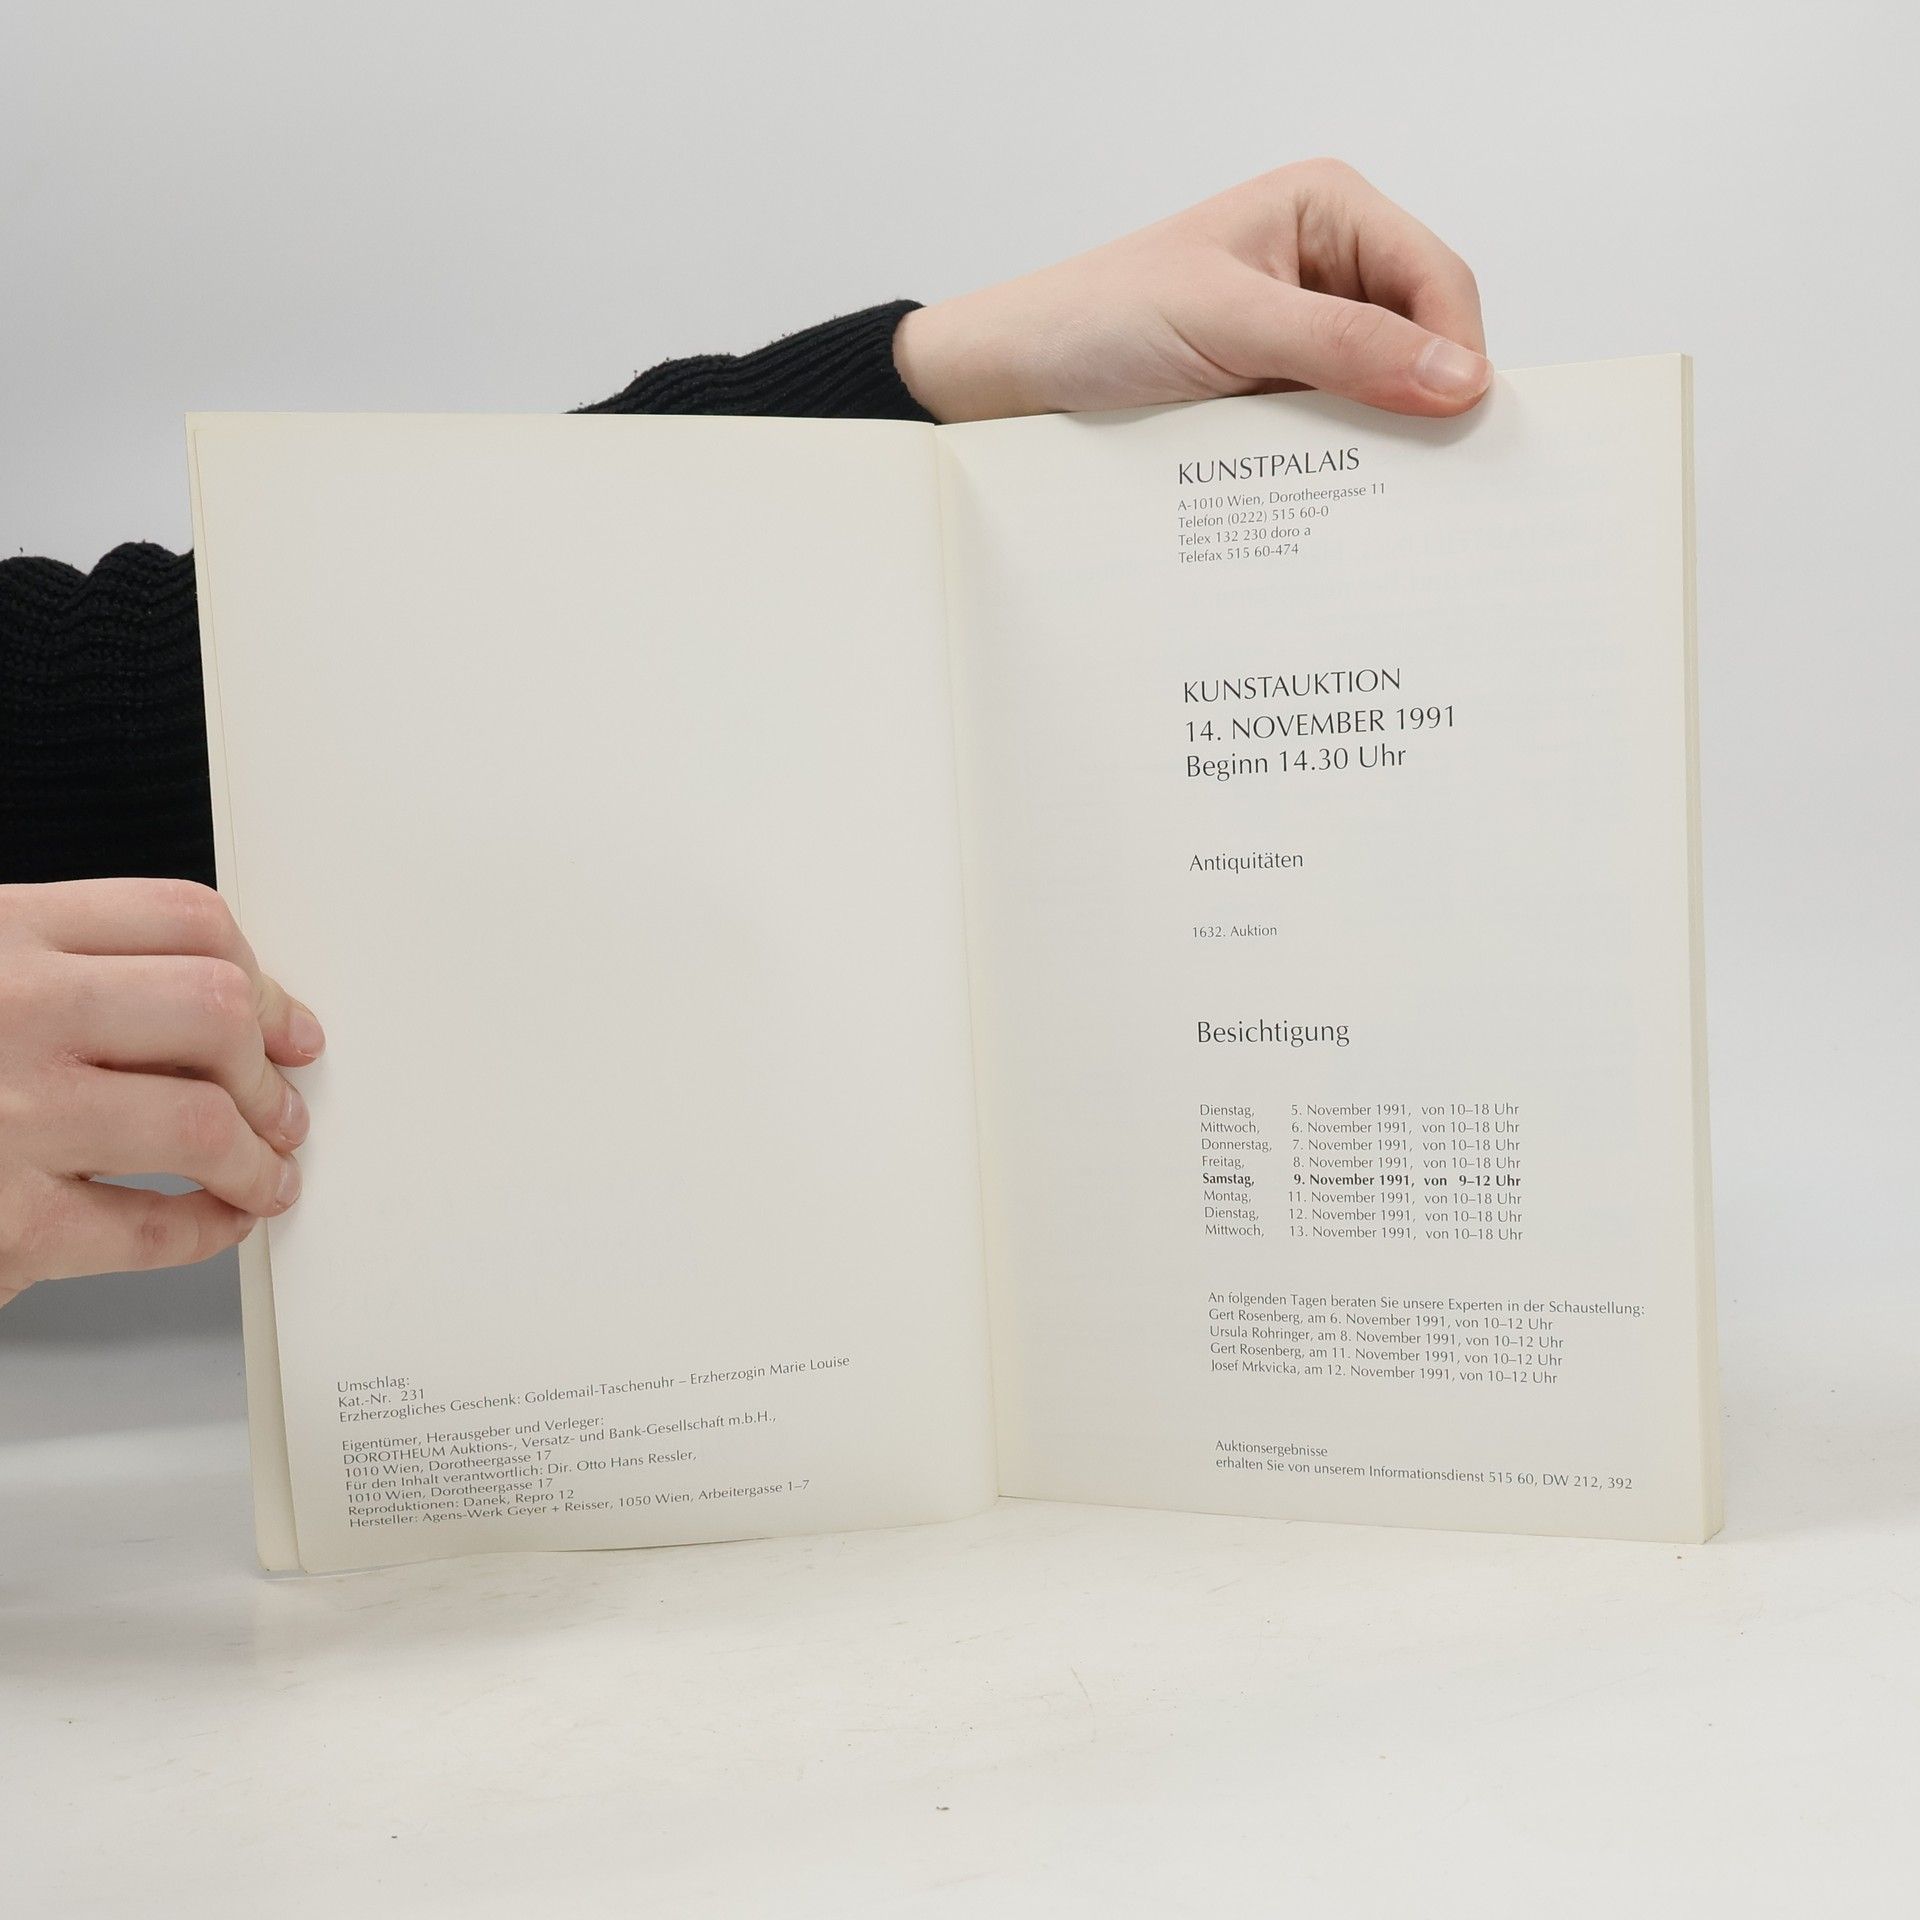 Umschlag:
Kat.-Nr. 231
Erzherzogliches Geschenk: Goldemail-Taschenuhr – Erzherzogin Marie Louise
Eigentümer, Herausgeber und Verleger:
DOROTHEUM Auktions-, Versatz- und Bank-Gesellschaft m.b.H.,
1010 Wien, Dorotheergasse 17
Für den Inhalt verantwortlich: Dir. Otto Hans Ressler,
1010 Wien, Dorotheergasse 17
Reproduktionen: Danek, Repro 12
Hersteller: Agens-Werk Geyer + Reisser, 1050 Wien, Arbeitergasse 1–7
KUNSTPALAIS
A-1010 Wien, Dorotheergasse 11
Telefon (0222) 515 60-0
Telex 132 230 doro a
Telefax 515 60-474
KUNSTAUKTION
14. NOVEMBER 1991
Beginn 14.30 Uhr
Antiquitäten
1632. Auktion
Besichtigung
Dienstag, 5. November 1991, von 10–18 Uhr
Mittwoch, 6. November 1991, von 10–18 Uhr
Donnerstag, 7. November 1991, von 10–18 Uhr
Freitag, 8. November 1991, von 10–18 Uhr
Samstag, 9. November 1991, von 9–12 Uhr
Montag, 11. November 1991, von 10–18 Uhr
Dienstag, 12. November 1991, von 10–18 Uhr
Mittwoch, 13. November 1991, von 10–18 Uhr
An folgenden Tagen beraten Sie unsere Experten in der Schaustellung:
Gert Rosenberg, am 6. November 1991, von 10–12 Uhr
Ursula Rohringer, am 8. November 1991, von 10–12 Uhr
Gert Rosenberg, am 11. November 1991, von 10–12 Uhr
Josef Mrkvicka, am 12. November 1991, von 10–12 Uhr
Auktionsergebnisse
erhalten Sie von unserem Informationsdienst 515 60, DW 212, 392